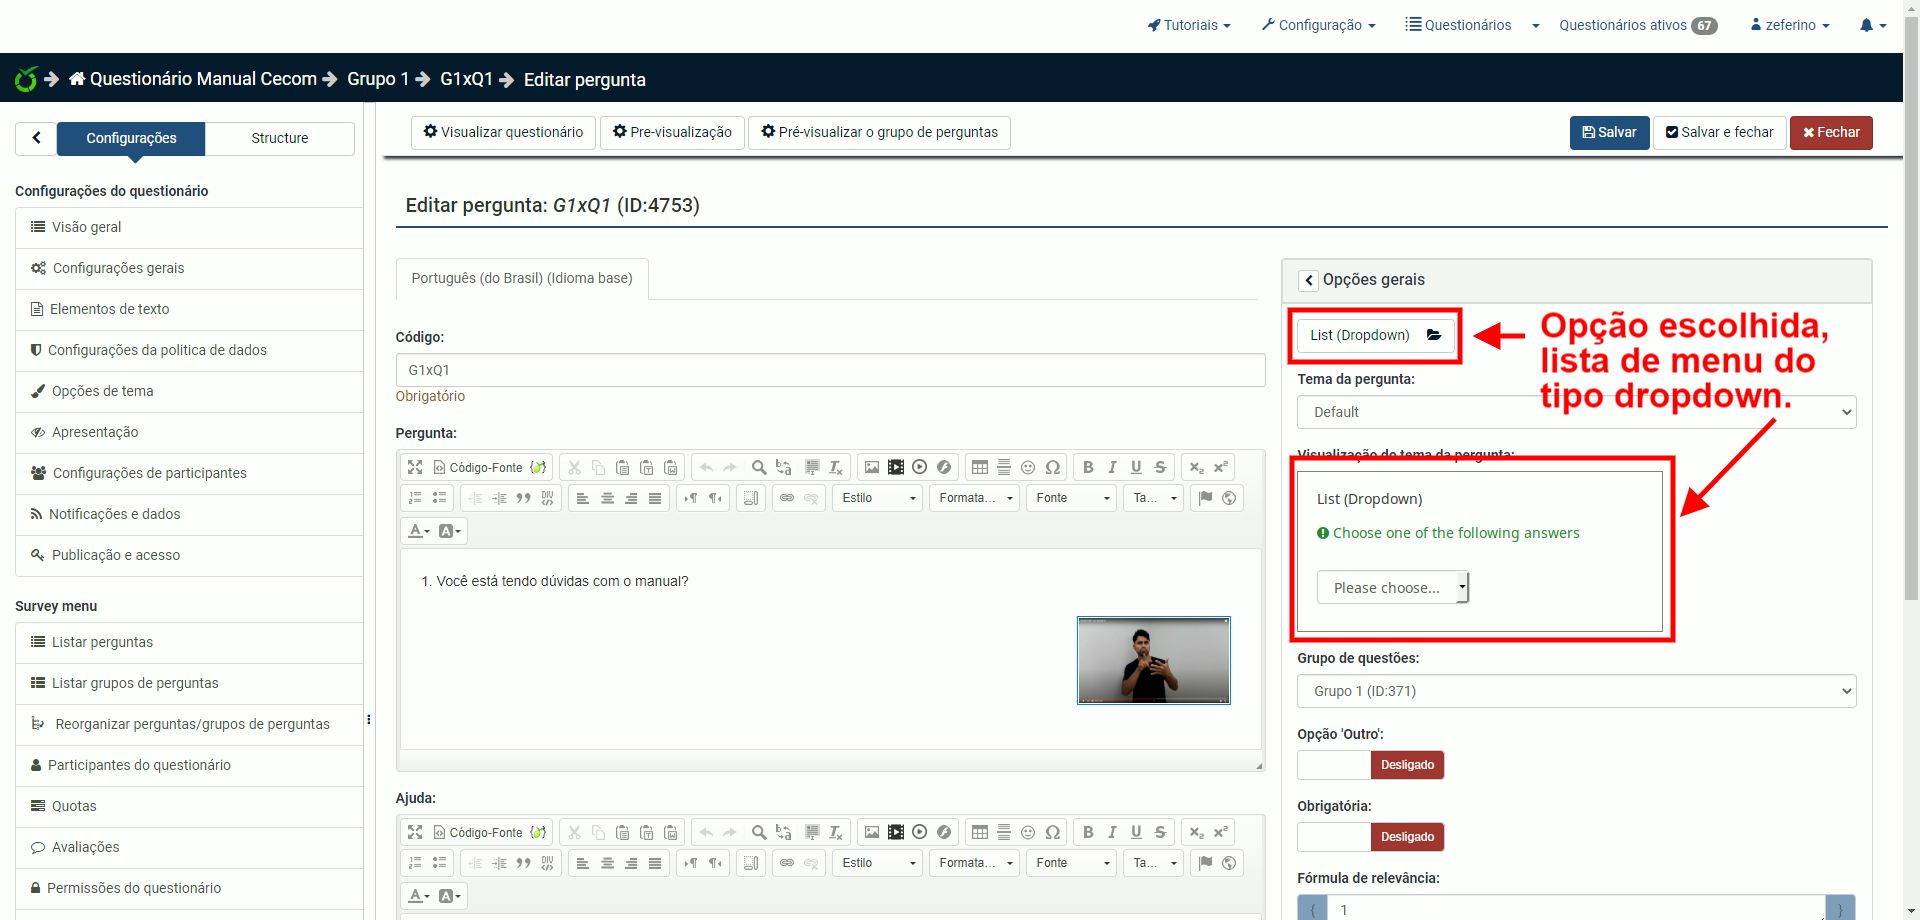 Tutoriais
Configuração
Questionários
Questionários ativos 67
zeferino
Questionário Manual Cecom
Grupo 1
G1xQ1
Editar pergunta
Configurações
Structure
Visualizar questionário
Pre-visualização
Pré-visualizar o grupo de perguntas
Salvar
Salvar e fechar
Fechar
Configurações do questionário
Visão geral
Configurações gerais
Elementos de texto
Configurações da politica de dados
Opções de tema
Apresentação
Configurações de participantes
Notificações e dados
Publicação e acesso
Survey menu
Listar perguntas
Listar grupos de perguntas
Reorganizar perguntas/grupos de perguntas
Participantes do questionário
Quotas
Avaliações
Permissões do questionário
Editar pergunta: G1xQ1 (ID:4753)
Português (do Brasil) (Idioma base)
Código:
G1xQ1
Obrigatório
Pergunta:
Código-Fonte
Estilo
Formata...
Fonte
Ta...
1. Você está tendo dúvidas com o manual?
Ajuda:
Código-Fonte
Estilo
Formata...
Fonte
Ta...
Opções gerais
List (Dropdown)
Opção escolhida,
lista de menu do
tipo dropdown.
Tema da pergunta:
Default
Visualização do tema da pergunta:
List (Dropdown)
Choose one of the following answers
Please choose...
Grupo de questões:
Grupo 1 (ID:371)
Opção 'Outro':
Desligado
Obrigatória:
Desligado
Fórmula de relevância:
{ 1 }